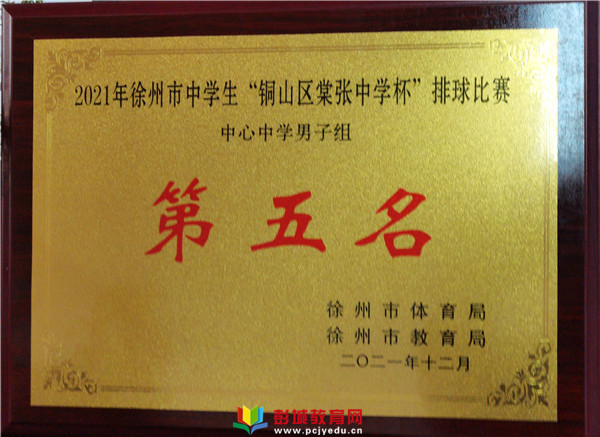 2021年徐州市中学生“铜山区棠张中学杯”排球比赛
中心中学男子组
第五名
徐州市体育局
徐州市教育局
二〇二一年十二月
彭城教育网
www.pcjyedu.cn